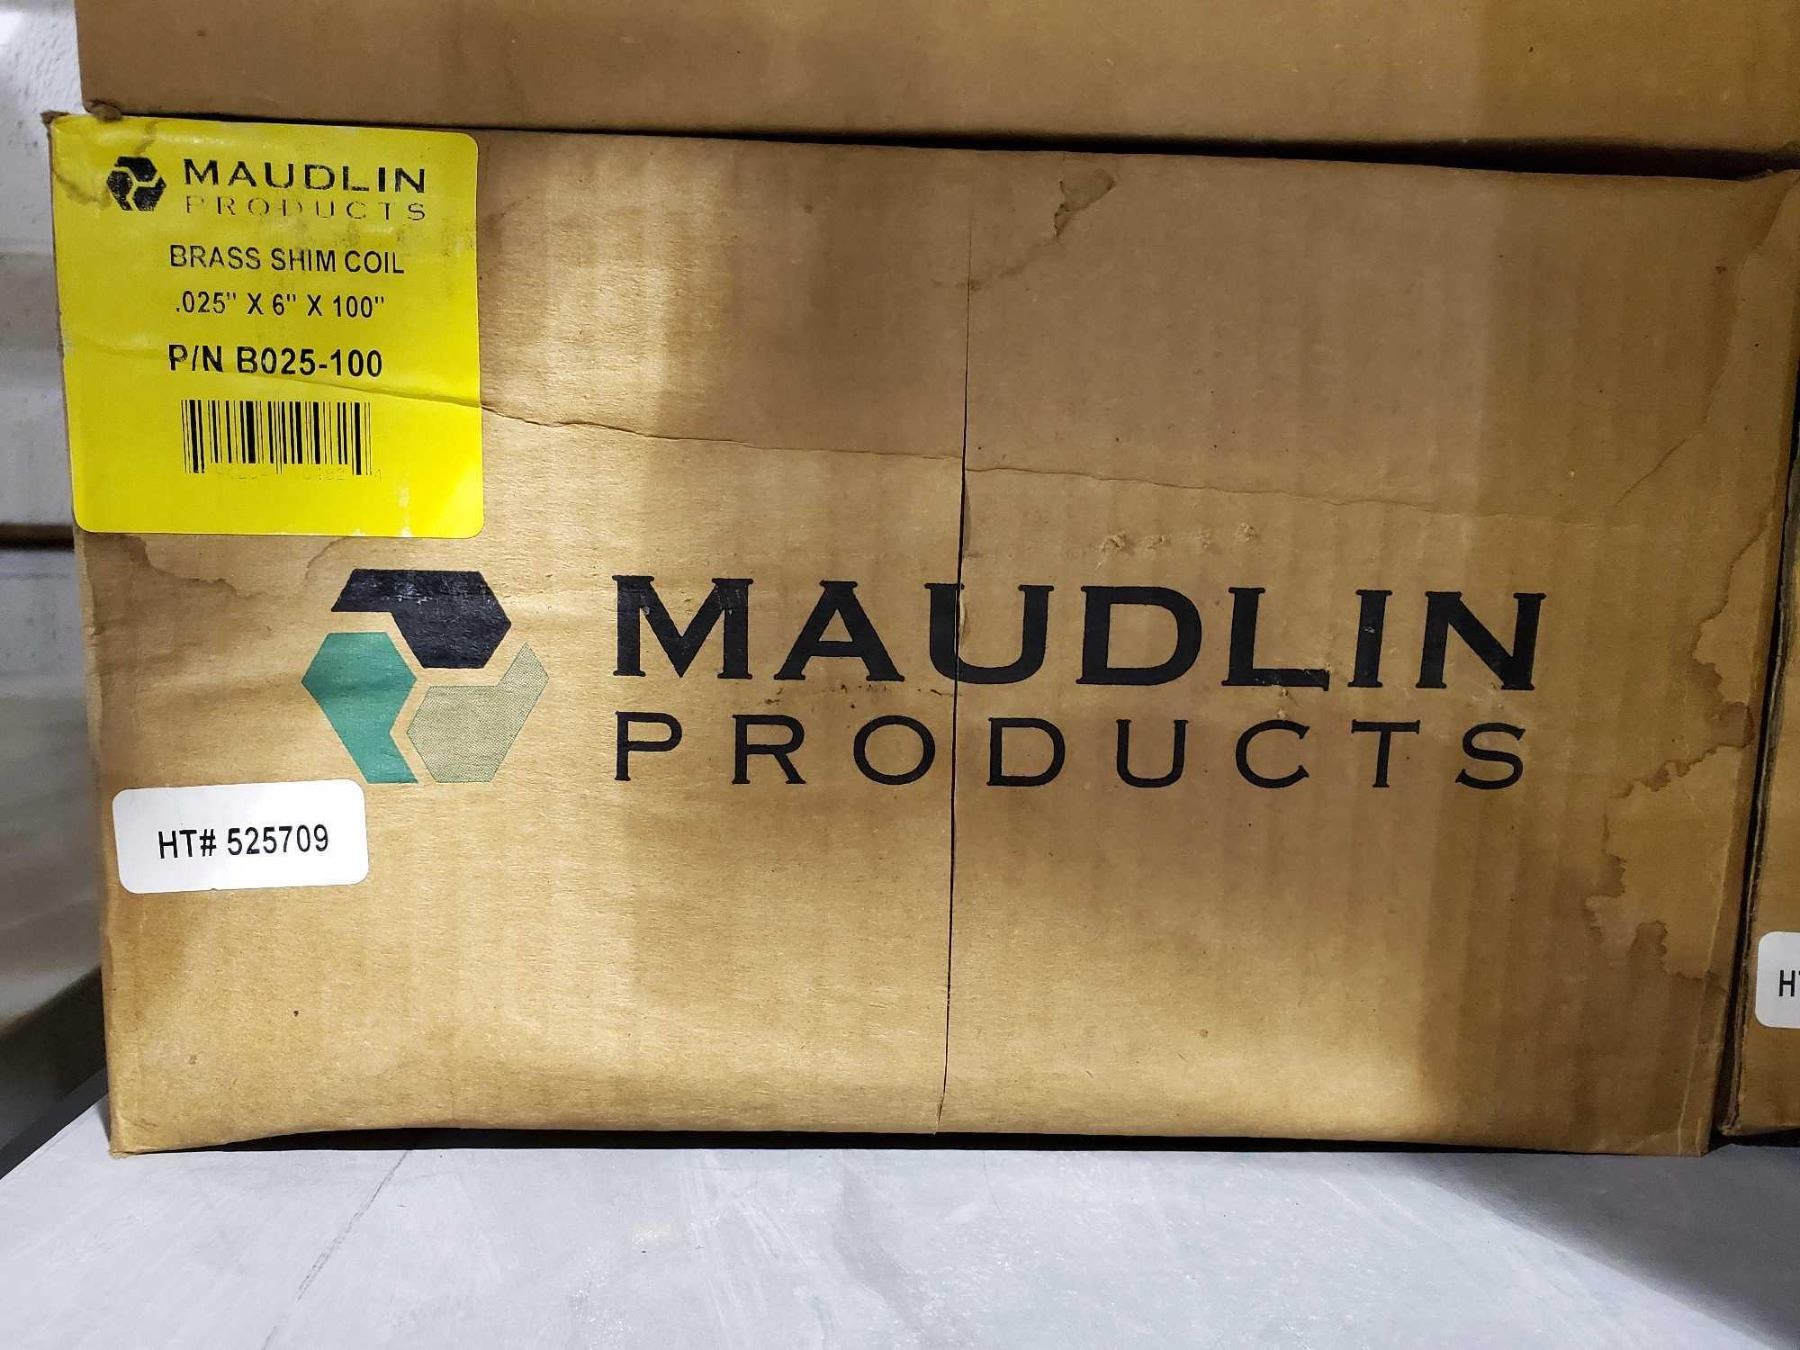 MAUDLIN
PRODUCTS
BRASS SHIM COIL
.025" X 6" X 100"
P/N B025-100
MAUDLIN
PRODUCTS
HT# 525709